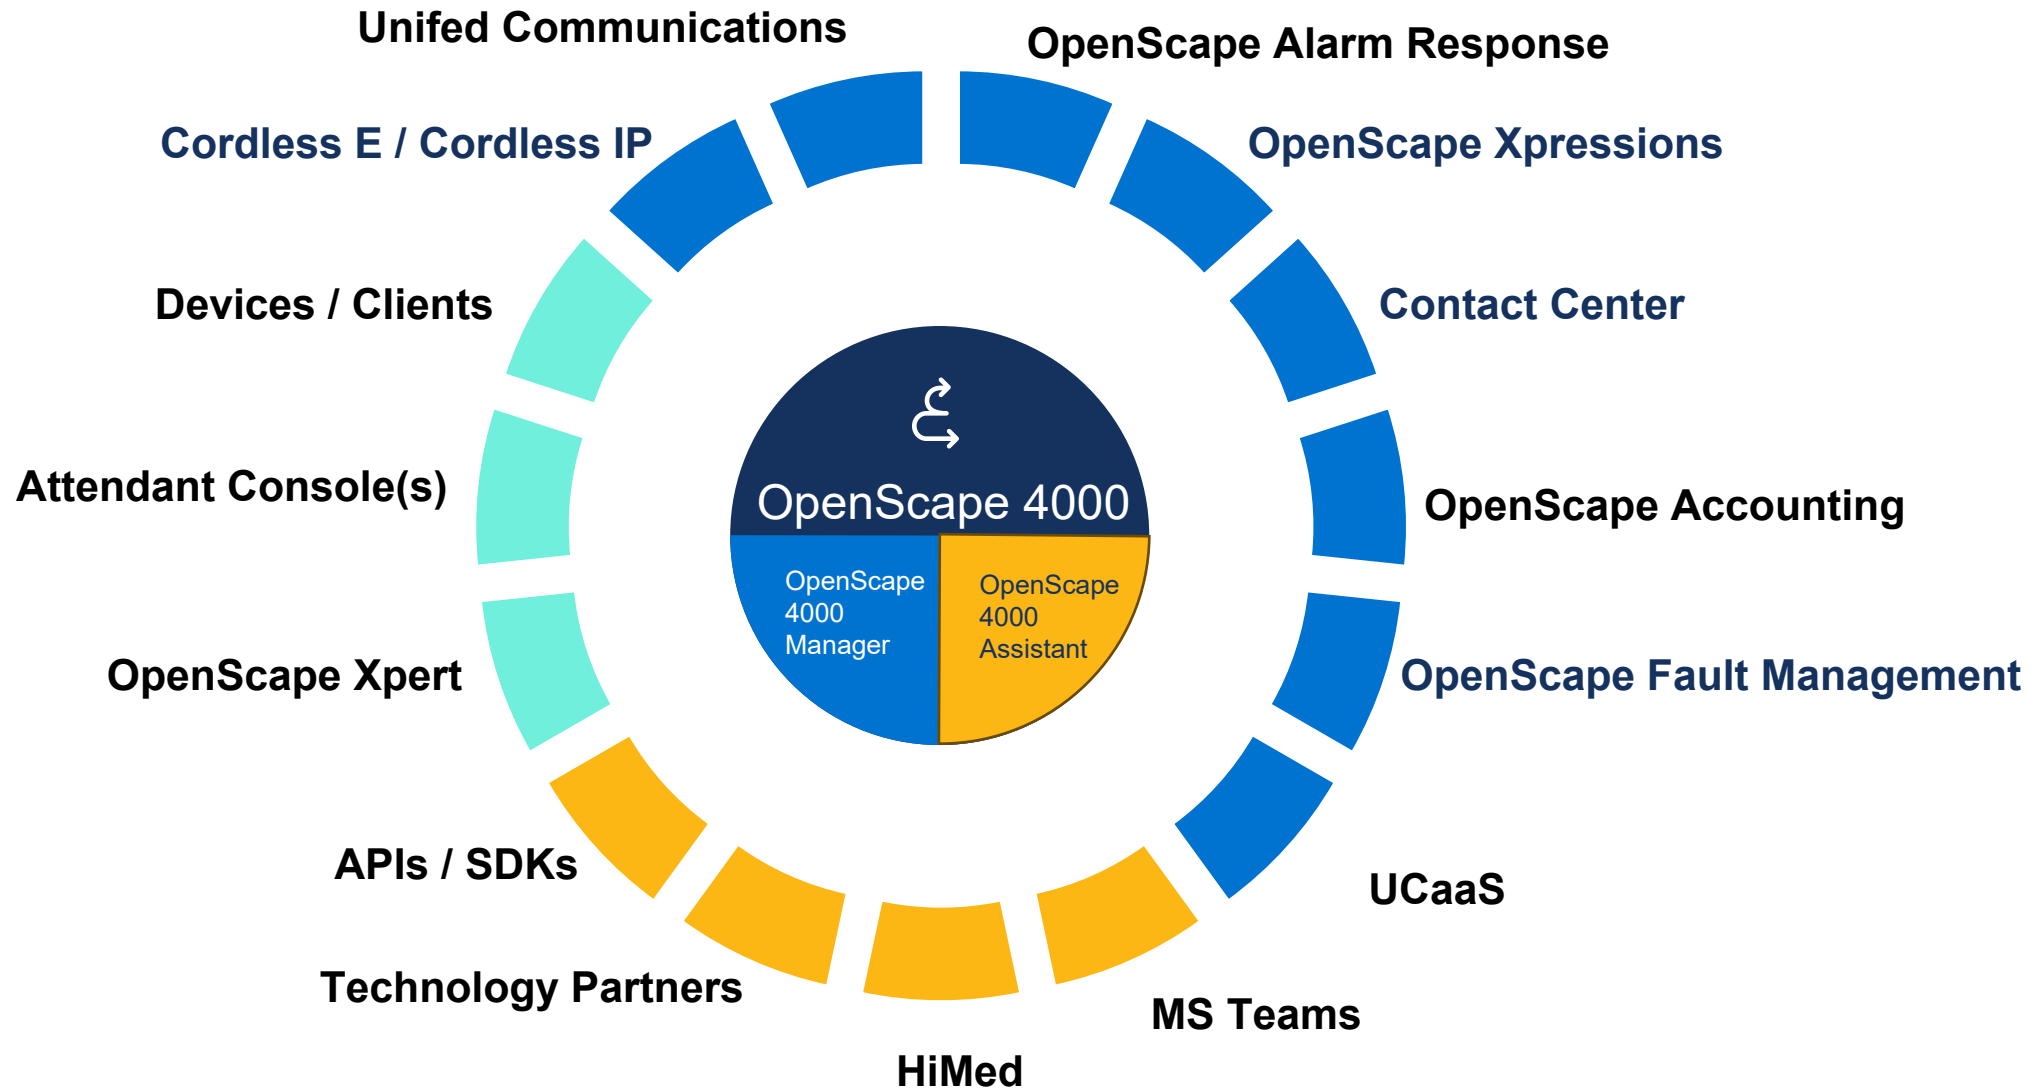 Unifed Communications
OpenScape Alarm Response
Cordless E / Cordless IP
OpenScape Xpressions
Devices / Clients
Contact Center
Attendant Console(s)
OpenScape 4000
OpenScape Accounting
OpenScape
4000
Manager
OpenScape
4000
Assistant
OpenScape Xpert
OpenScape Fault Management
APIs / SDKs
UCaaS
Technology Partners
MS Teams
HiMed